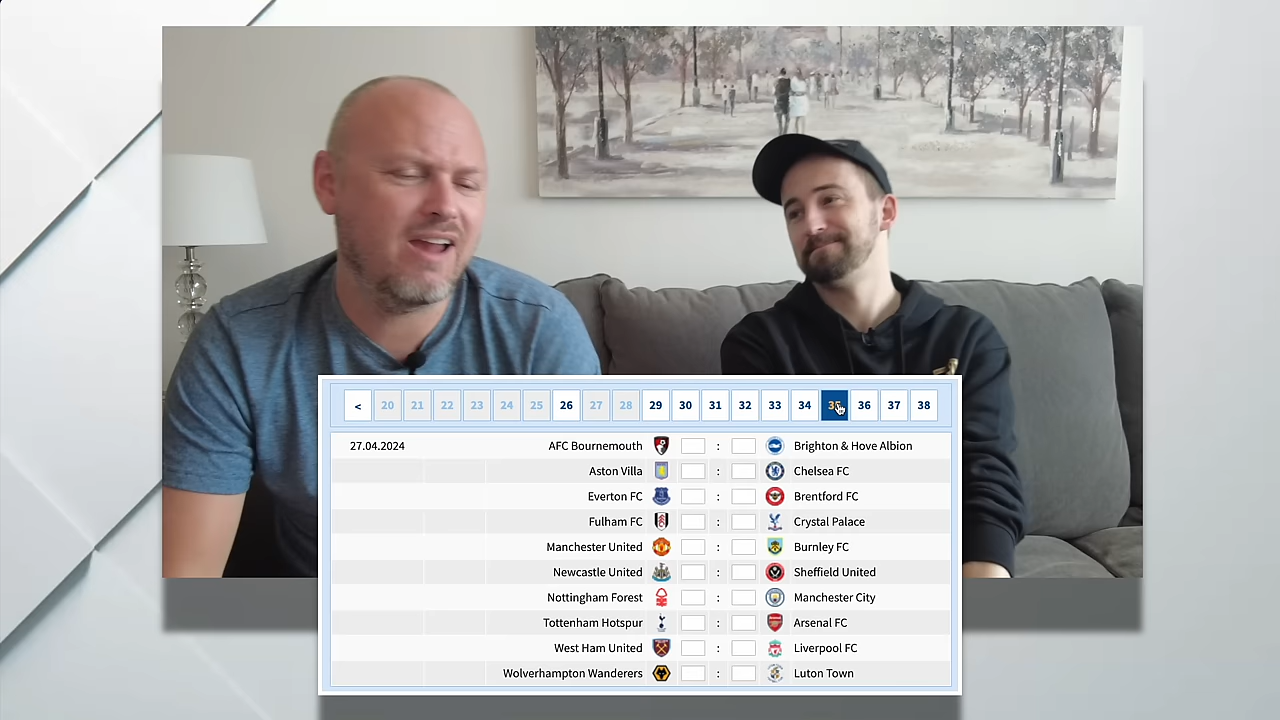 < 20 21 22 23 24 25 26 27 28 29 30 31 32 33 34 35 36 37 38
27.04.2024 AFC Bournemouth : Brighton & Hove Albion
Aston Villa : Chelsea FC
Everton FC : Brentford FC
Fulham FC : Crystal Palace
Manchester United : Burnley FC
Newcastle United : Sheffield United
Nottingham Forest : Manchester City
Tottenham Hotspur : Arsenal FC
West Ham United : Liverpool FC
Wolverhampton Wanderers : Luton Town